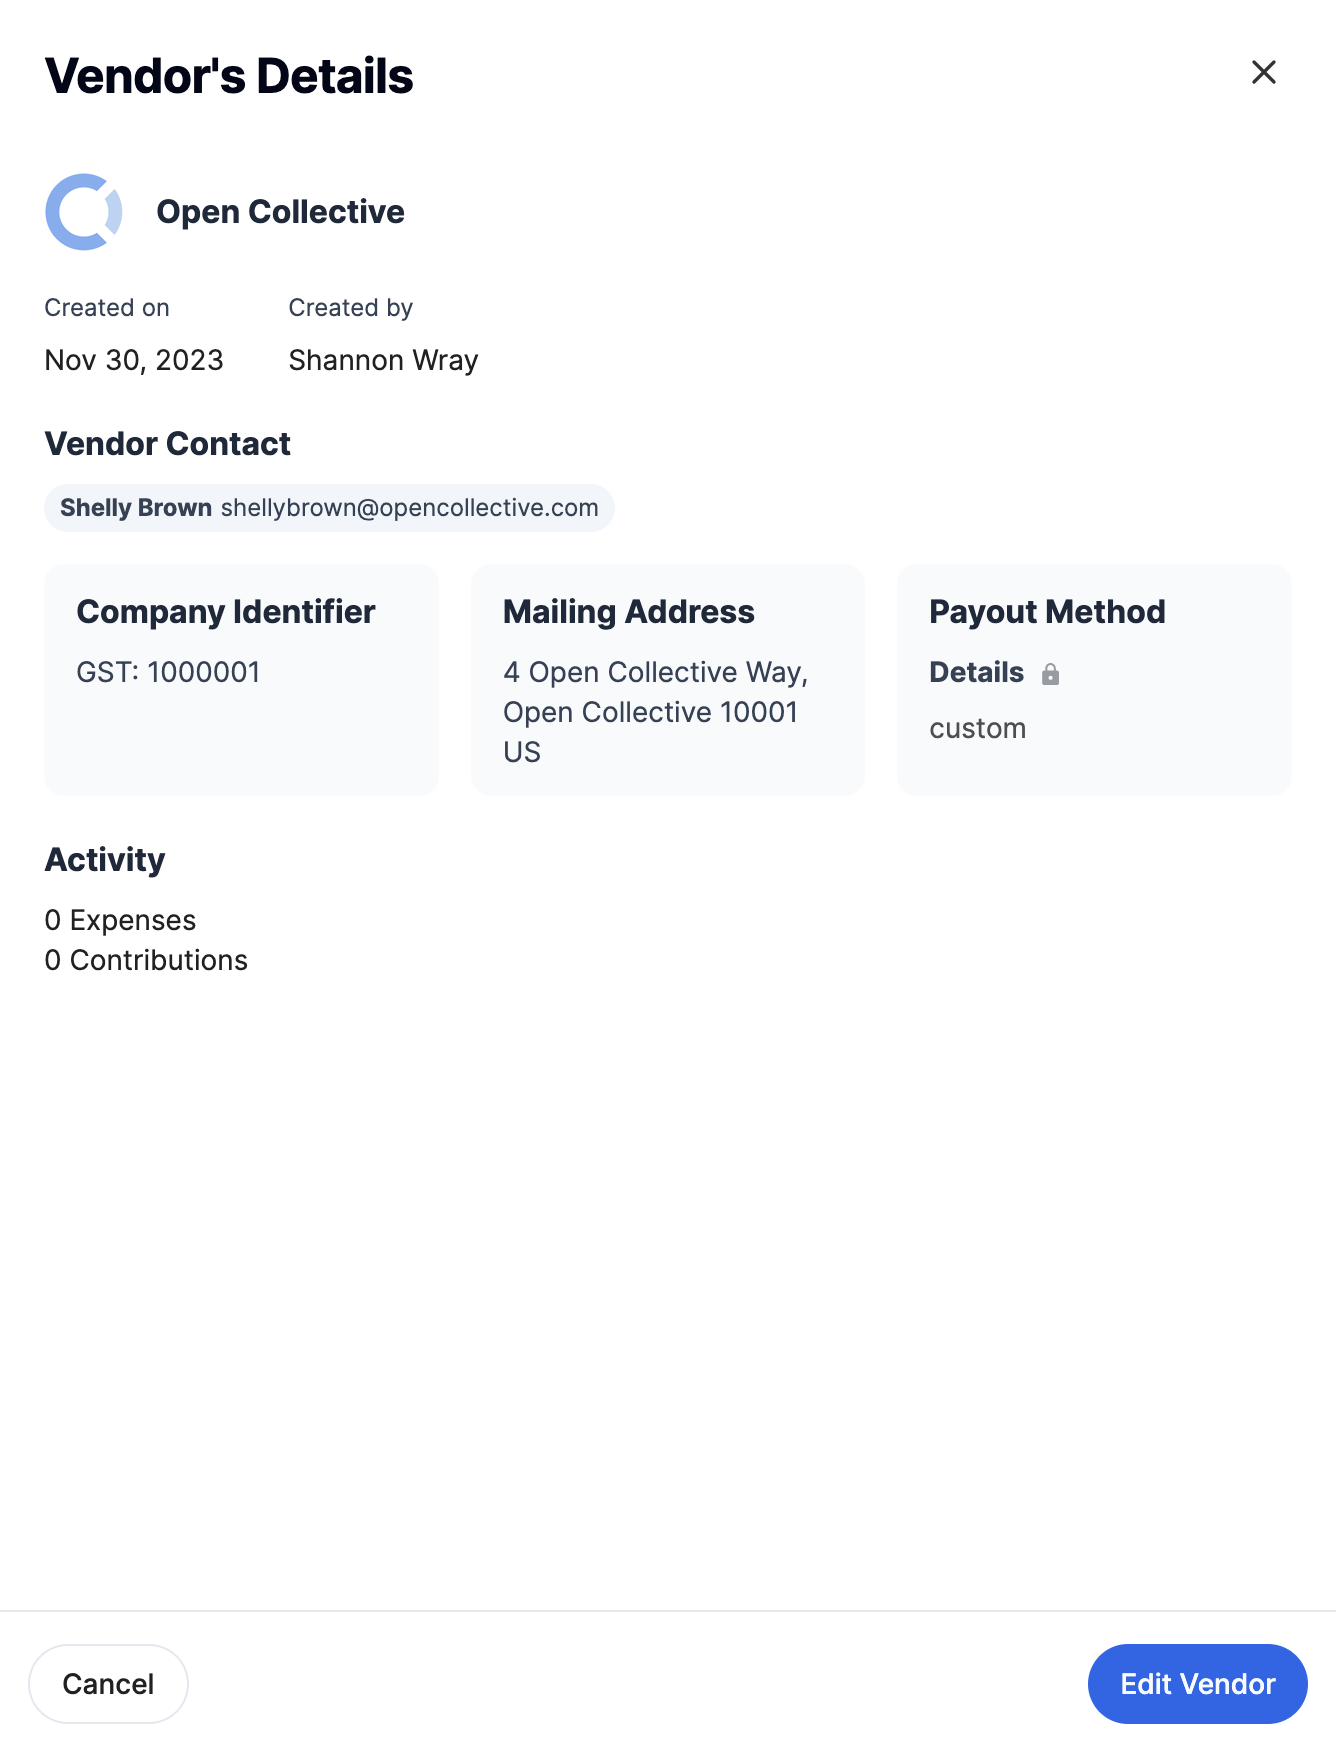 Vendor's Details
Open Collective
Created on Created by
Nov 30, 2023 Shannon Wray
Vendor Contact
Shelly Brown shellybrown@opencollective.com
Company Identifier
GST: 1000001
Mailing Address
4 Open Collective Way,
Open Collective 10001
US
Payout Method
Details
custom
Activity
0 Expenses
0 Contributions
Cancel
Edit Vendor